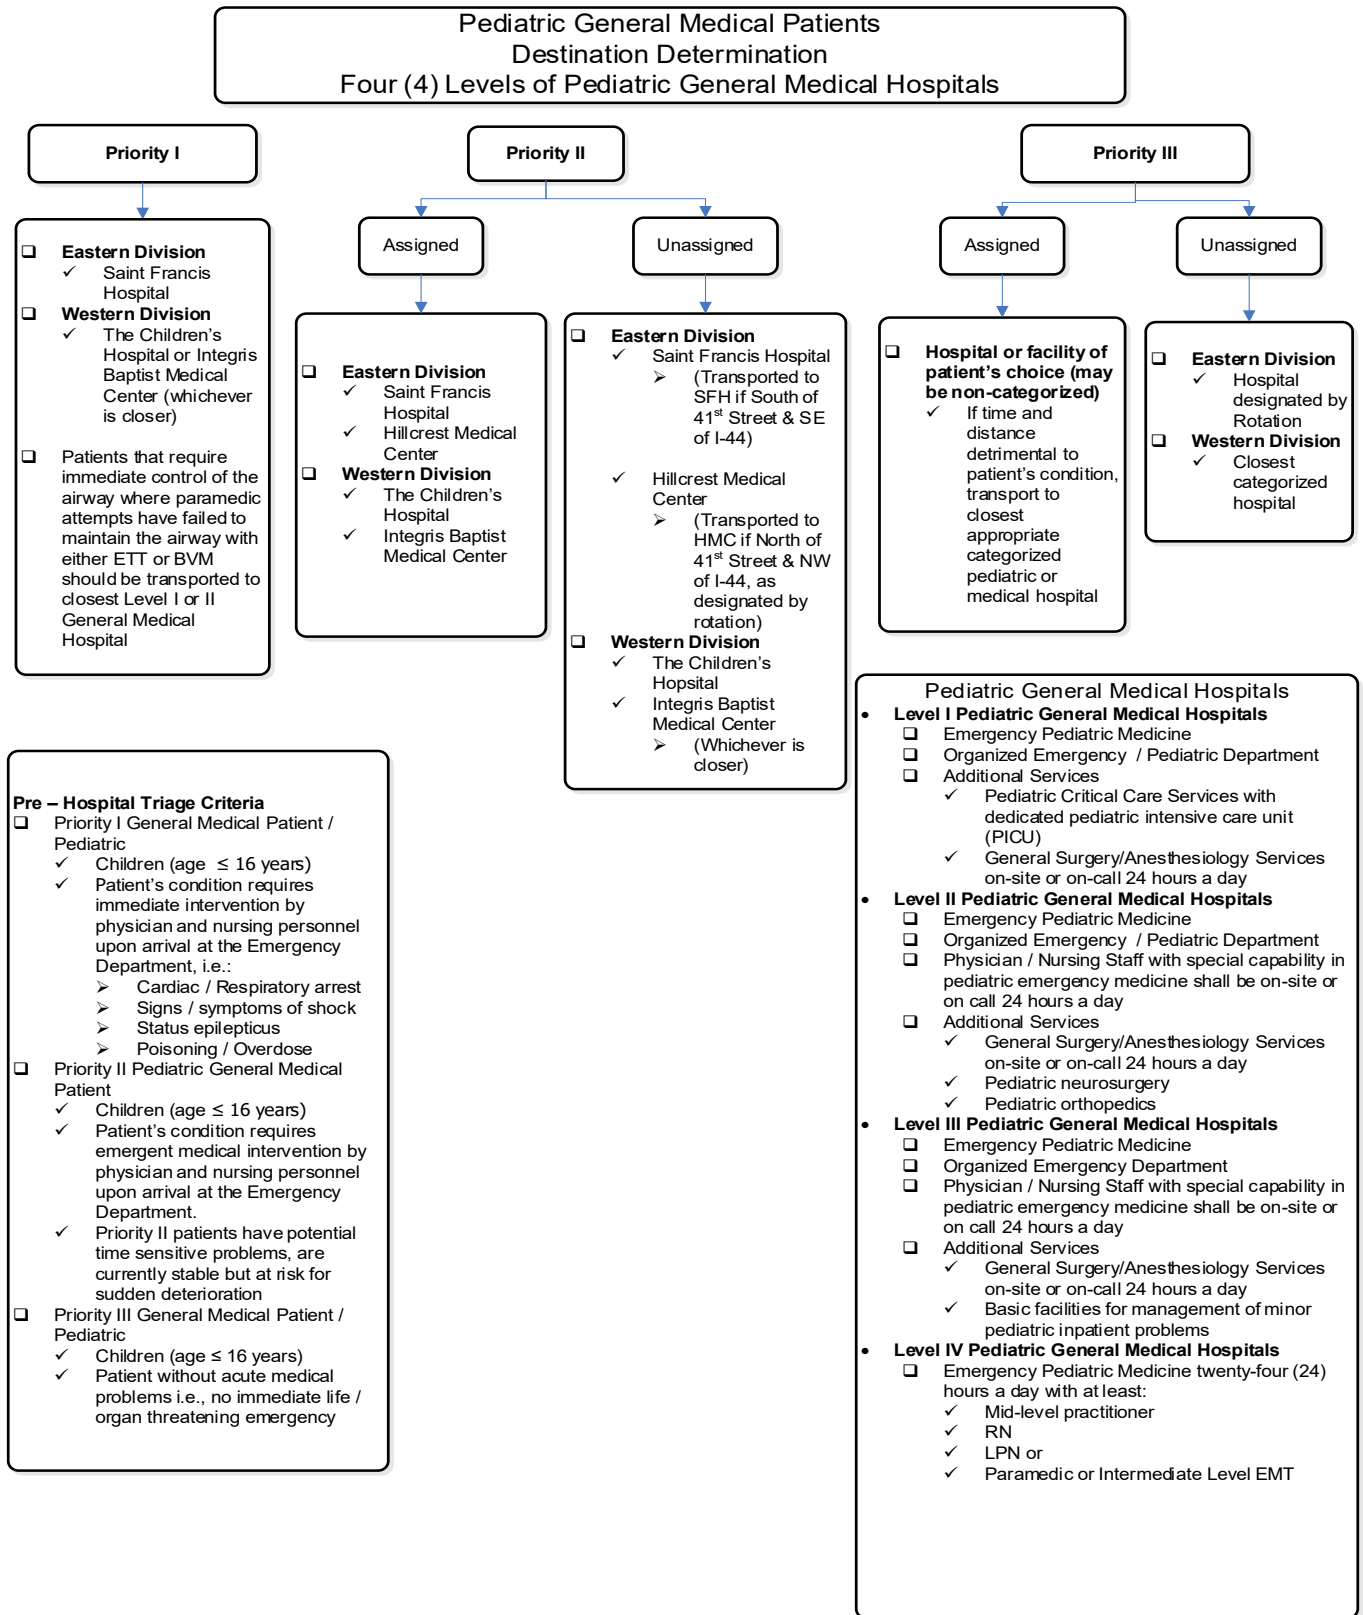 Pediatric General Medical Patients
Destination Determination
Four (4) Levels of Pediatric General Medical Hospitals
Priority I
❑ Eastern Division
✓ Saint Francis
Hospital
❑ Western Division
✓ The Children’s
Hospital or Integris
Baptist Medical
Center (whichever
is closer)
❑ Patients that require
immediate control of the
airway where paramedic
attempts have failed to
maintain the airway with
either ETT or BVM
should be transported to
closest Level I or II
General Medical
Hospital
Priority II
Assigned
❑ Eastern Division
✓ Saint Francis
Hospital
✓ Hillcrest Medical
Center
❑ Western Division
✓ The Children’s
Hospital
✓ Integris Baptist
Medical Center
Unassigned
❑ Eastern Division
✓ Saint Francis Hospital
➢ (Transported to
SFH if South of
41st Street & SE
of I-44)
✓ Hillcrest Medical
Center
➢ (Transported to
HMC if North of
41st Street & NW
of I-44, as
designated by
rotation)
❑ Western Division
✓ The Children’s
Hopsital
✓ Integris Baptist
Medical Center
➢ (Whichever is
closer)
Priority III
Assigned
❑ Hospital or facility of
patient’s choice (may
be non-categorized)
✓ If time and
distance
detrimental to
patient’s condition,
transport to
closest
appropriate
categorized
pediatric or
medical hospital
Unassigned
❑ Eastern Division
✓ Hospital
designated by
Rotation
❑ Western Division
✓ Closest
categorized
hospital
Pre – Hospital Triage Criteria
❑ Priority I General Medical Patient /
Pediatric
✓ Children (age ≤ 16 years)
✓ Patient’s condition requires
immediate intervention by
physician and nursing personnel
upon arrival at the Emergency
Department, i.e.:
➢ Cardiac / Respiratory arrest
➢ Signs / symptoms of shock
➢ Status epilepticus
➢ Poisoning / Overdose
❑ Priority II Pediatric General Medical
Patient
✓ Children (age ≤ 16 years)
✓ Patient’s condition requires
emergent medical intervention by
physician and nursing personnel
upon arrival at the Emergency
Department.
✓ Priority II patients have potential
time sensitive problems, are
currently stable but at risk for
sudden deterioration
❑ Priority III General Medical Patient /
Pediatric
✓ Children (age ≤ 16 years)
✓ Patient without acute medical
problems i.e., no immediate life /
organ threatening emergency
Pediatric General Medical Hospitals
• Level I Pediatric General Medical Hospitals
❑ Emergency Pediatric Medicine
❑ Organized Emergency / Pediatric Department
❑ Additional Services
✓ Pediatric Critical Care Services with
dedicated pediatric intensive care unit
(PICU)
✓ General Surgery/Anesthesiology Services
on-site or on-call 24 hours a day
• Level II Pediatric General Medical Hospitals
❑ Emergency Pediatric Medicine
❑ Organized Emergency / Pediatric Department
❑ Physician / Nursing Staff with special capability in
pediatric emergency medicine shall be on-site or
on call 24 hours a day
❑ Additional Services
✓ General Surgery/Anesthesiology Services
on-site or on-call 24 hours a day
✓ Pediatric neurosurgery
✓ Pediatric orthopedics
• Level III Pediatric General Medical Hospitals
❑ Emergency Pediatric Medicine
❑ Organized Emergency Department
❑ Physician / Nursing Staff with special capability in
pediatric emergency medicine shall be on-site or
on call 24 hours a day
❑ Additional Services
✓ General Surgery/Anesthesiology Services
on-site or on-call 24 hours a day
✓ Basic facilities for management of minor
pediatric inpatient problems
• Level IV Pediatric General Medical Hospitals
❑ Emergency Pediatric Medicine twenty-four (24)
hours a day with at least:
✓ Mid-level practitioner
✓ RN
✓ LPN or
✓ Paramedic or Intermediate Level EMT